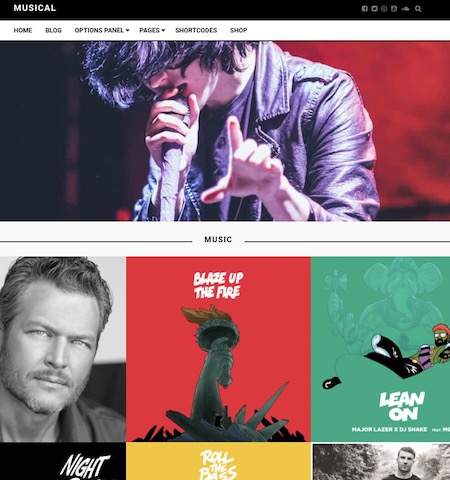 MUSICAL
HOME BLOG OPTIONS PANEL PAGES SHORTCODES SHOP
MUSIC
BLAZE UP
THE FIRE
LEAN
ON
MAJOR LAZER X DJ SNAKE FEAT.
NIGHT
ROLL
THE
BASS